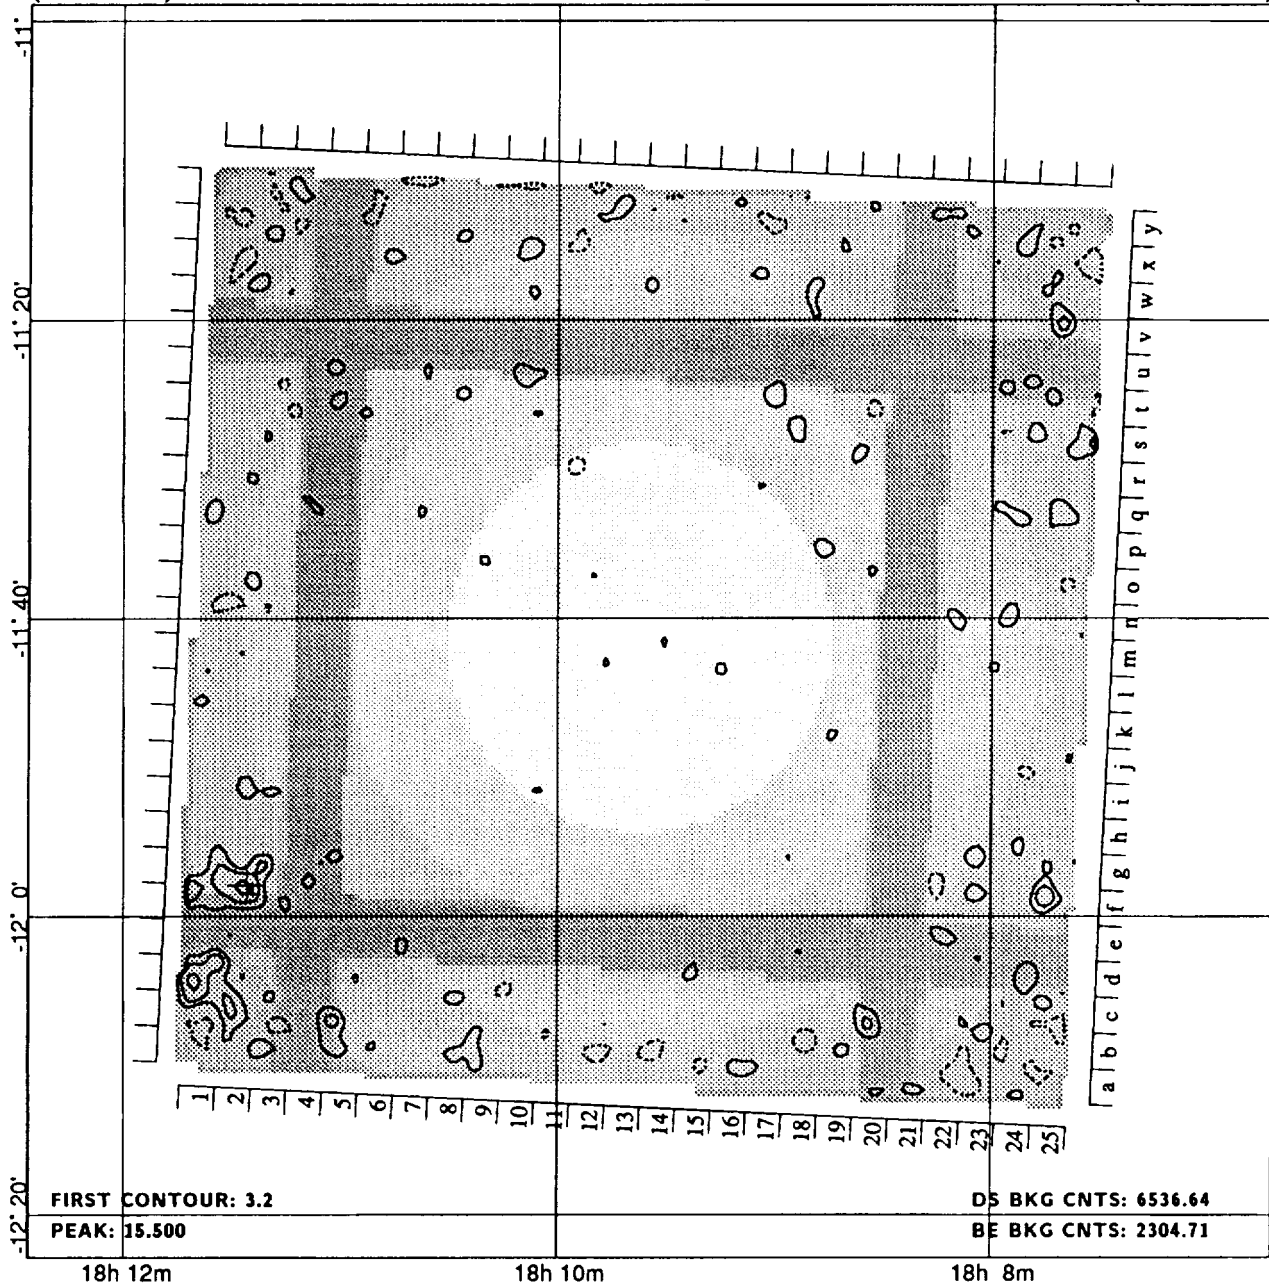 -11°
-11° 20'
-11° 40'
-12° 0'
-12° 20'
y
x
w
v
u
t
s
r
q
p
o
n
m
l
k
j
i
h
g
f
e
d
c
b
a
1 2 3 4 5 6 7 8 9 10 11 12 13 14 15 16 17 18 19 20 21 22 23 24 25
FIRST CONTOUR: 3.2 DS BKG CNTS: 6536.64
PEAK: 15.500 BE BKG CNTS: 2304.71
18h 12m 18h 10m 18h 8m